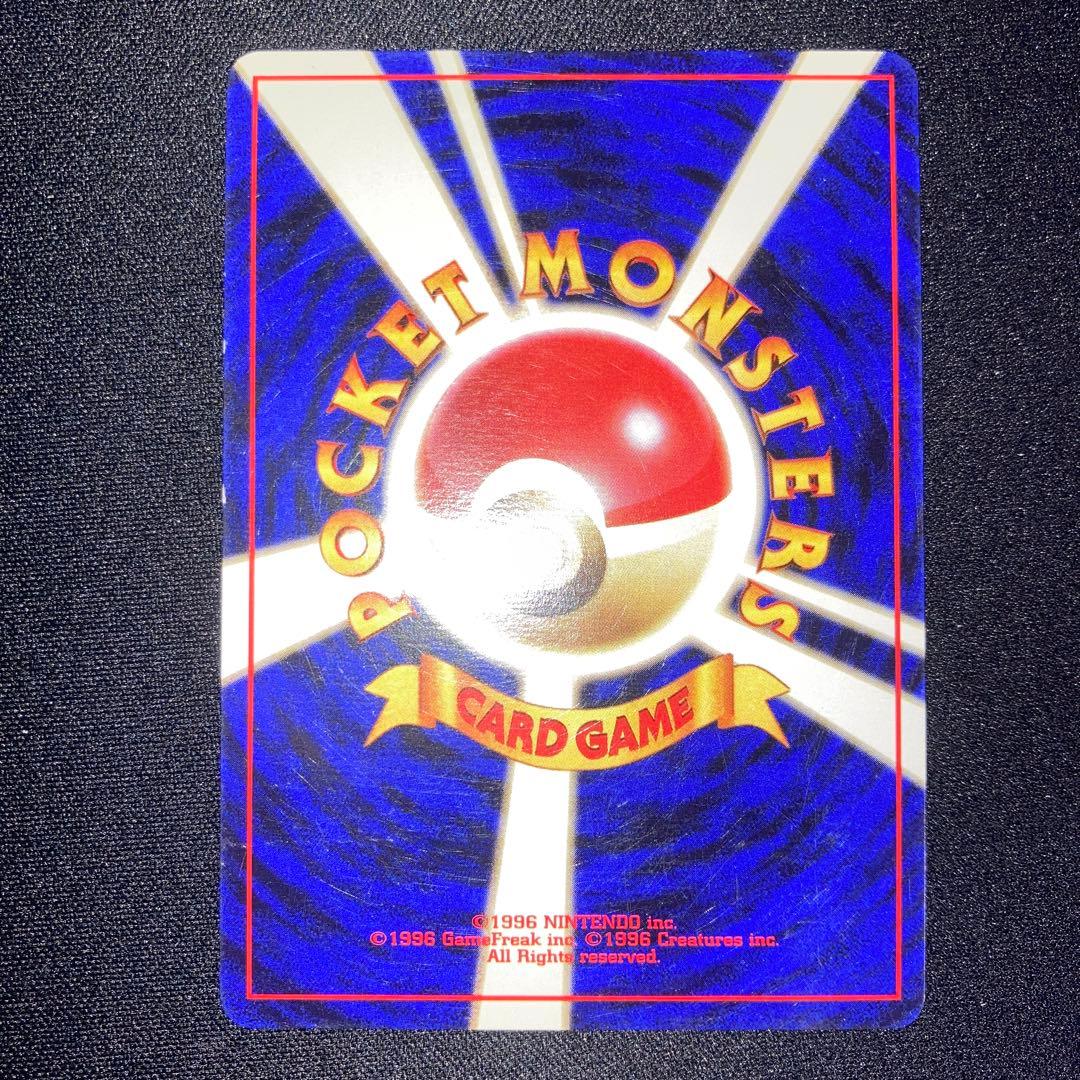 POCKET MONSTERS
CARD GAME
©1996 NINTENDO inc.
©1996 GameFreak inc. ©1996 Creatures inc.
All Rights reserved.